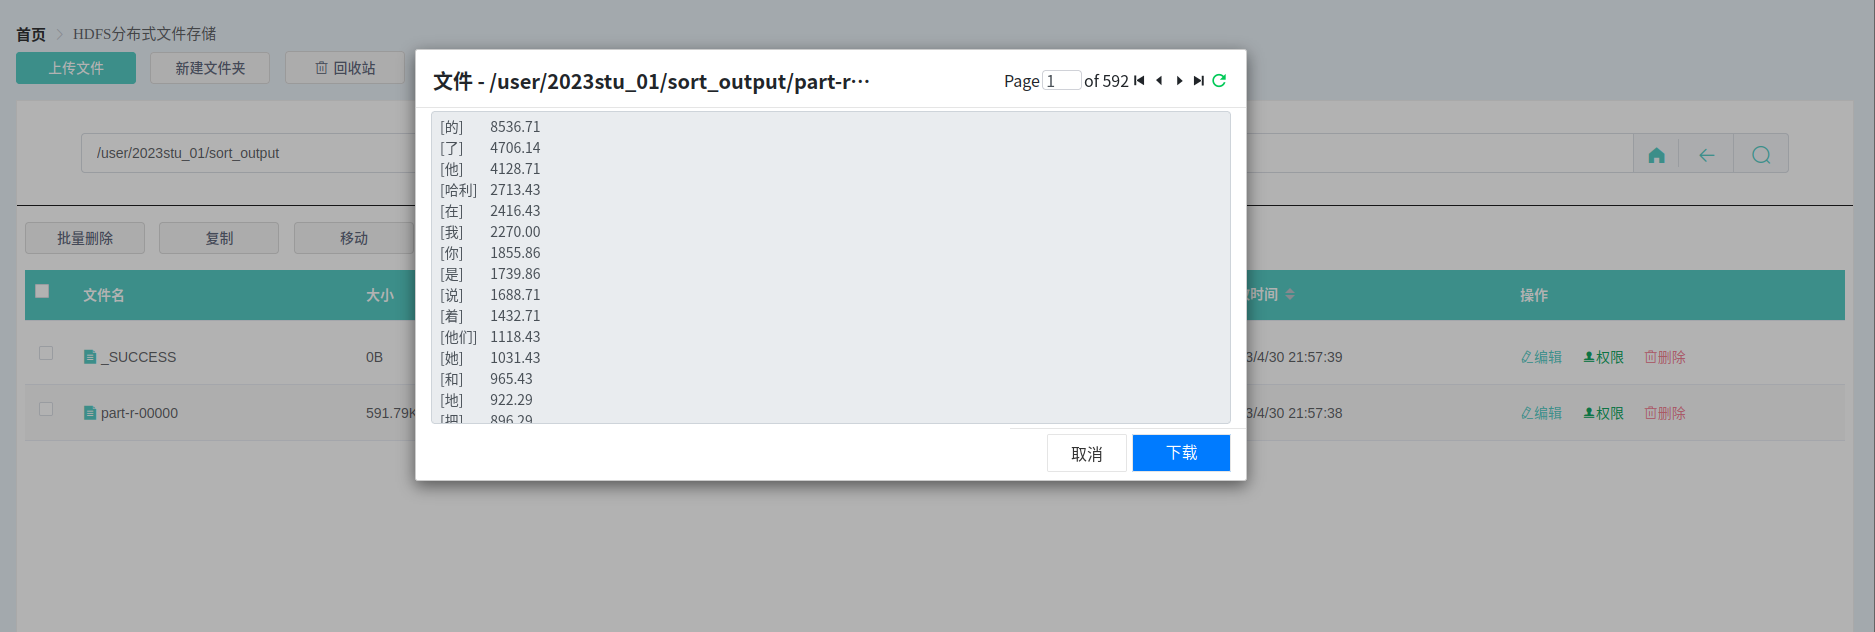 首页 > HDFS分布式文件存储
上传文件 新建文件夹 回收站
/user/2023stu_01/sort_output
批量删除 复制 移动
文件名 大小 时间 操作
_SUCCESS 0B 3/4/30 21:57:39 编辑 权限 删除
part-r-00000 591.79K 3/4/30 21:57:38 编辑 权限 删除
文件 - /user/2023stu_01/sort_output/part-r···
Page 1 of 592
[的] 8536.71
[了] 4706.14
[他] 4128.71
[哈利] 2713.43
[在] 2416.43
[我] 2270.00
[你] 1855.86
[是] 1739.86
[说] 1688.71
[着] 1432.71
[他们] 1118.43
[她] 1031.43
[和] 965.43
[地] 922.29
[把] 896.29
取消 下载